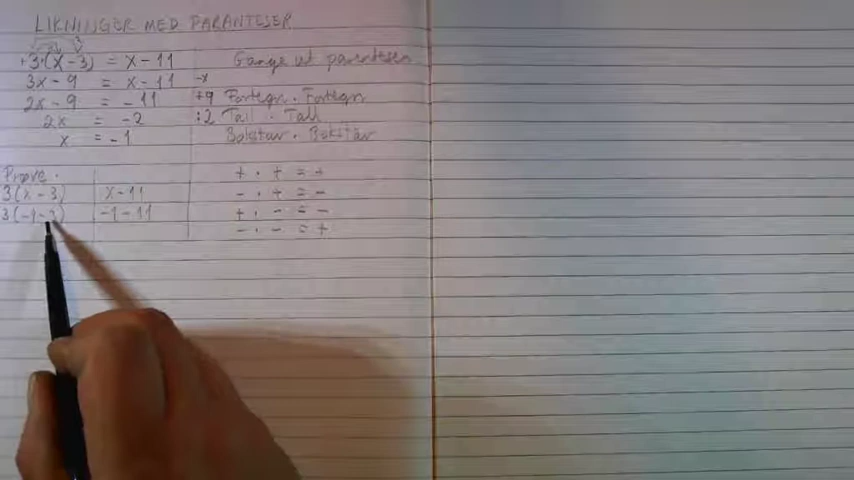 LIKNINGER MED PARANTESER
+3·(x-3) = x-11 Gange ut parentesen
3x - 9 = x-11 -x
2x - 9 = -11 +9 Fortegn · Fortegn
2x = -2 :2 Tall · Tall
x = -1 Bokstav · Bokstav
Prøve.
3(x-3) x-11
3(-1-3) -1-11
+ · + = +
- · + = -
+ · - = -
- · - = +